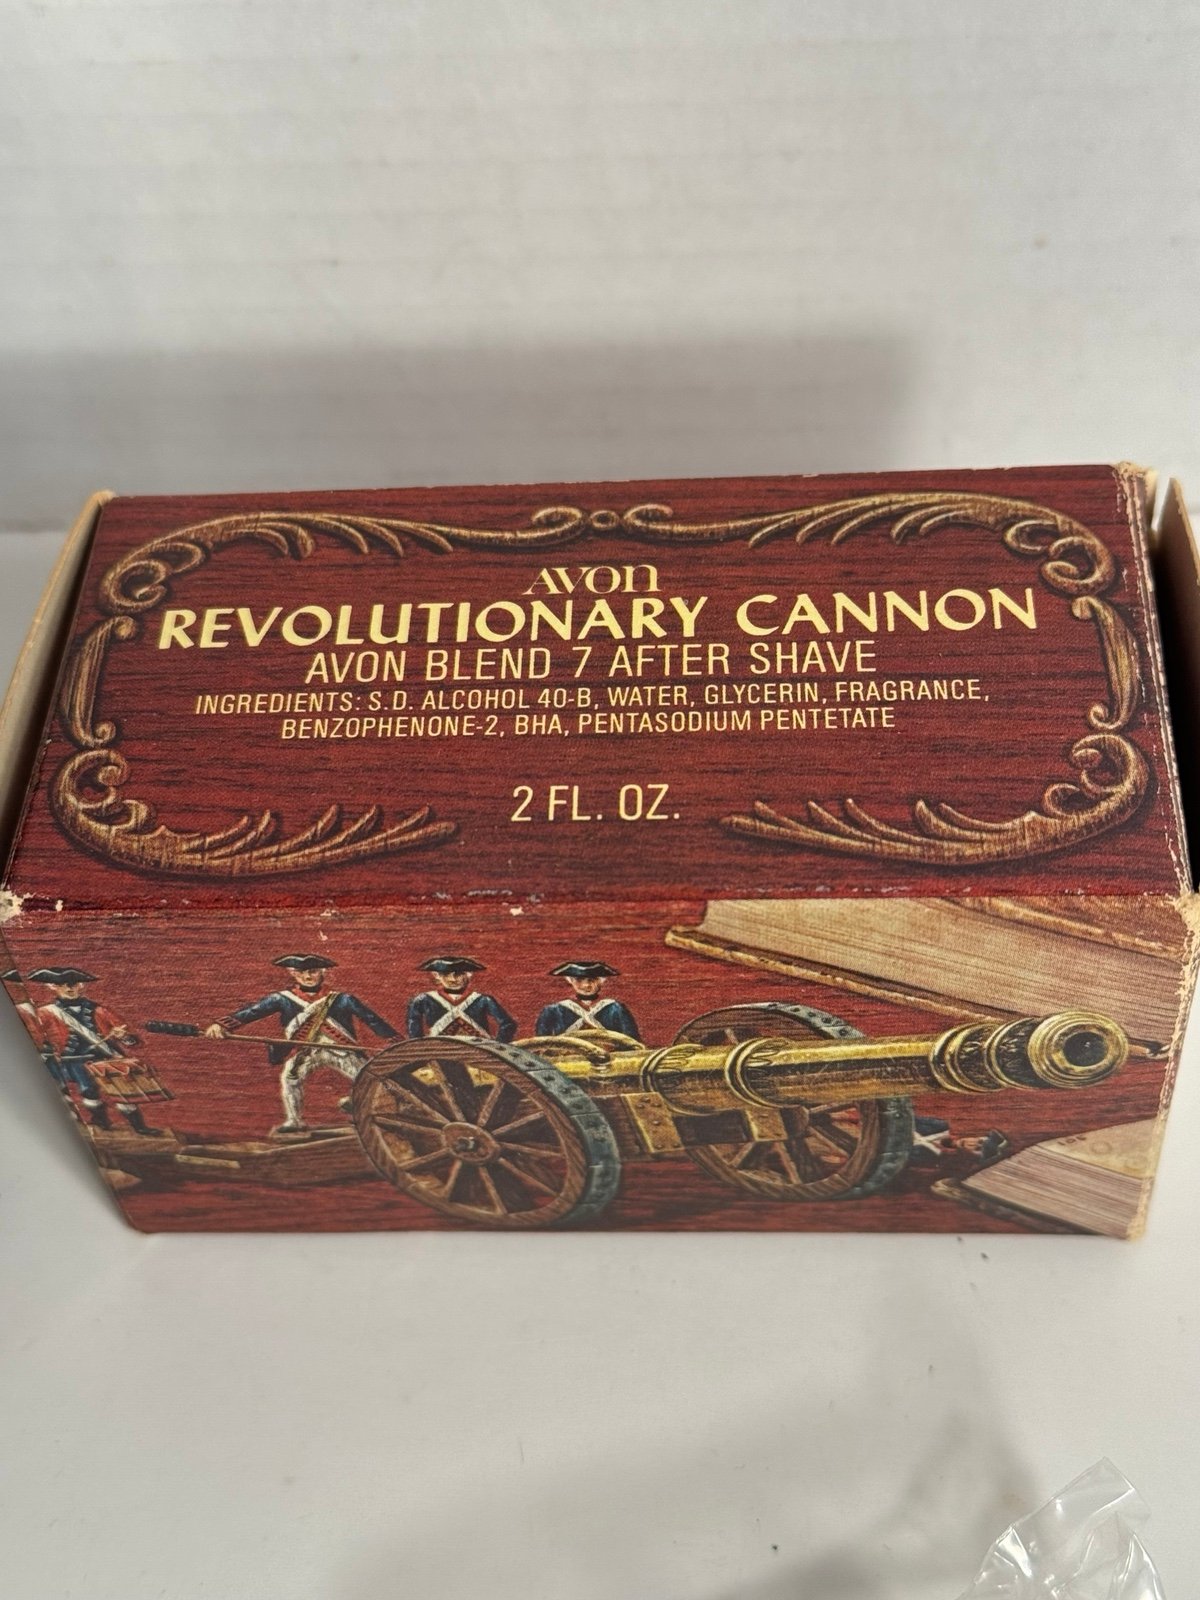 AVON
REVOLUTIONARY CANNON
AVON BLEND 7 AFTER SHAVE
INGREDIENTS: S.D. ALCOHOL 40-B, WATER, GLYCERIN, FRAGRANCE,
BENZOPHENONE-2, BHA, PENTASODIUM PENTETATE
2 FL. OZ.